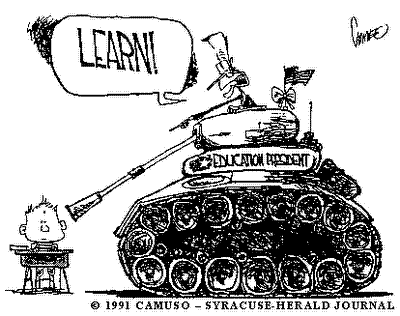 LEARN!
EDUCATION PRESIDENT
© 1991 CAMUSO – SYRACUSE-HERALD JOURNAL